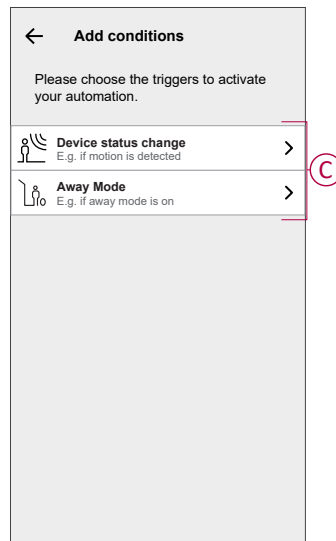 Add conditions
Please choose the triggers to activate
your automation.
Device status change
E.g. if motion is detected
Away Mode
E.g. if away mode is on
C